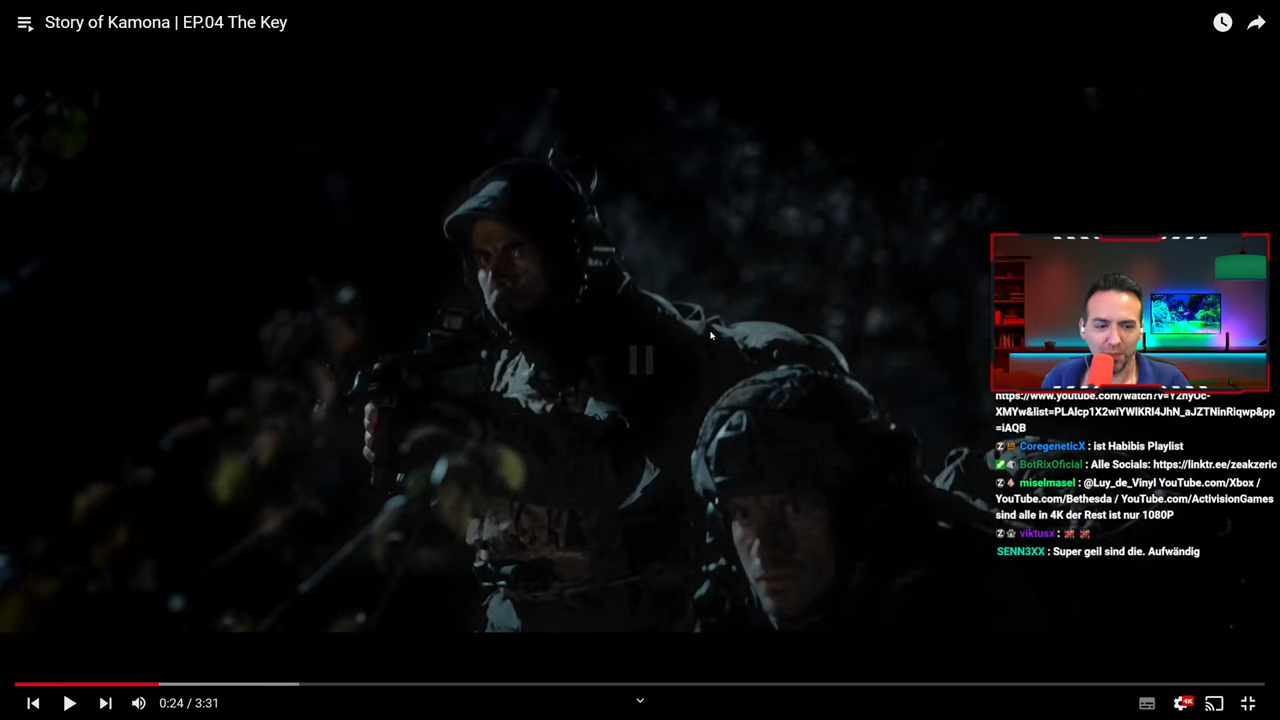 Story of Kamona | EP.04 The Key
https://www.youtube.com/watch?v=Y2nyUc-
XMYw&list=PLAlcp1X2wiYWlKRl4JhN_aJZTNinRiqwp&pp
=iAQB
CoregeneticX : ist Habibis Playlist
BotRixOficial : Alle Socials: https://linktr.ee/zeakzeric
miselmasel : @Luy_de_Vinyl YouTube.com/Xbox /
YouTube.com/Bethesda / YouTube.com/ActivisionGames
sind alle in 4K der Rest ist nur 1080P
viktusx :
SENN3XX : Super geil sind die. Aufwändig
0:24 / 3:31
4K